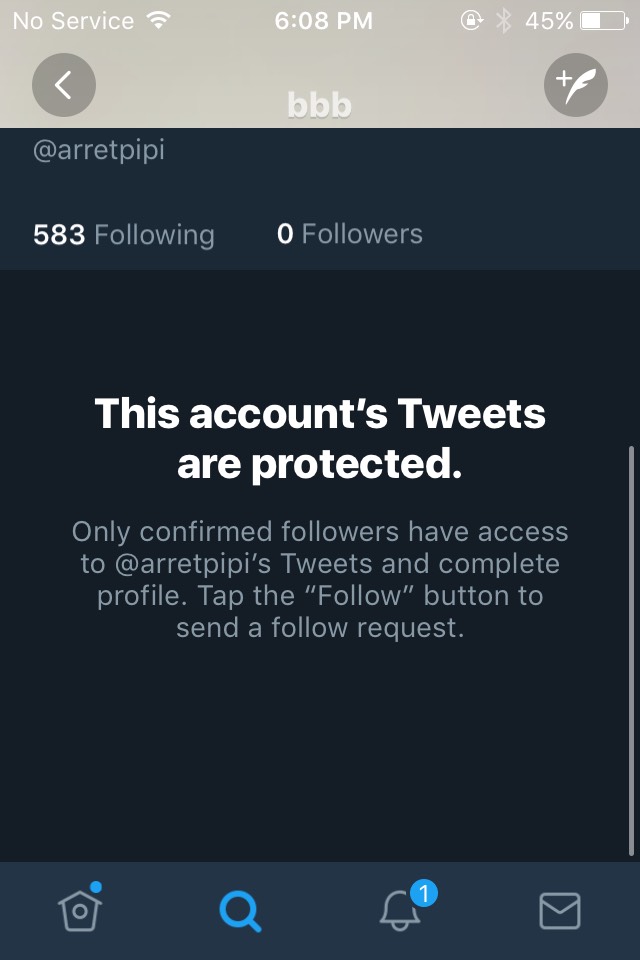 No Service 6:08 PM 45%
bbb
@arretpipi
583 Following 0 Followers
This account’s Tweets
are protected.
Only confirmed followers have access
to @arretpipi’s Tweets and complete
profile. Tap the “Follow” button to
send a follow request.
1